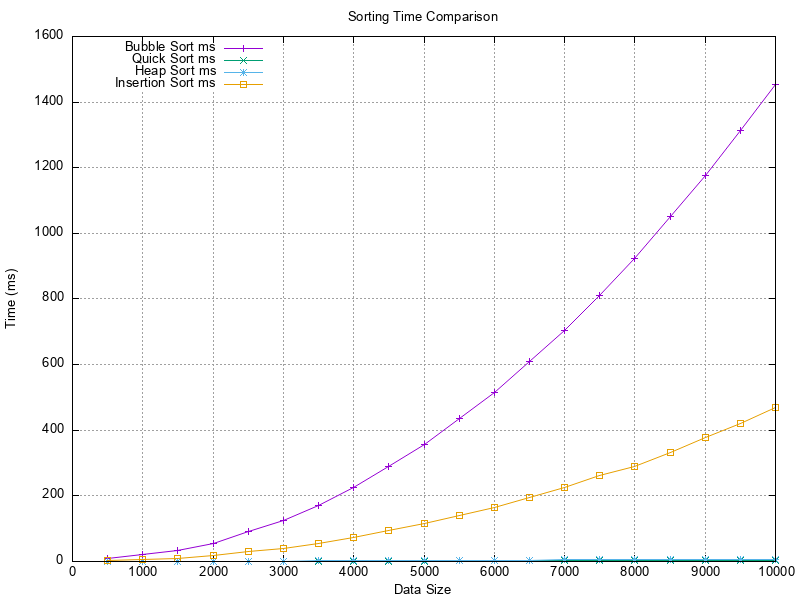 Sorting Time Comparison
1600
1400
1200
1000
800
600
400
200
0
Time (ms)
Bubble Sort ms
Quick Sort ms
Heap Sort ms
Insertion Sort ms
0 1000 2000 3000 4000 5000 6000 7000 8000 9000 10000
Data Size